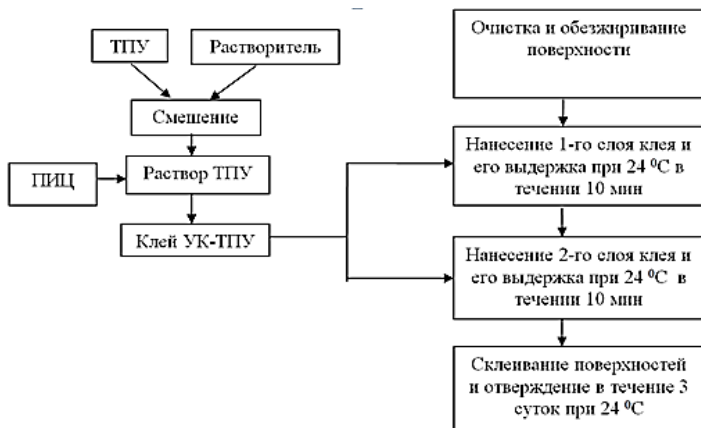 ТПУ
Растворитель
Смешение
ПИЦ
Раствор ТПУ
Клей УК-ТПУ
Очистка и обезжиривание
поверхности
Нанесение 1-го слоя клея и
его выдержка при 24 ⁰С в
течении 10 мин
Нанесение 2-го слоя клея и
его выдержка при 24 ⁰С в
течении 10 мин
Склеивание поверхностей
и отверждение в течение 3
суток при 24 ⁰С